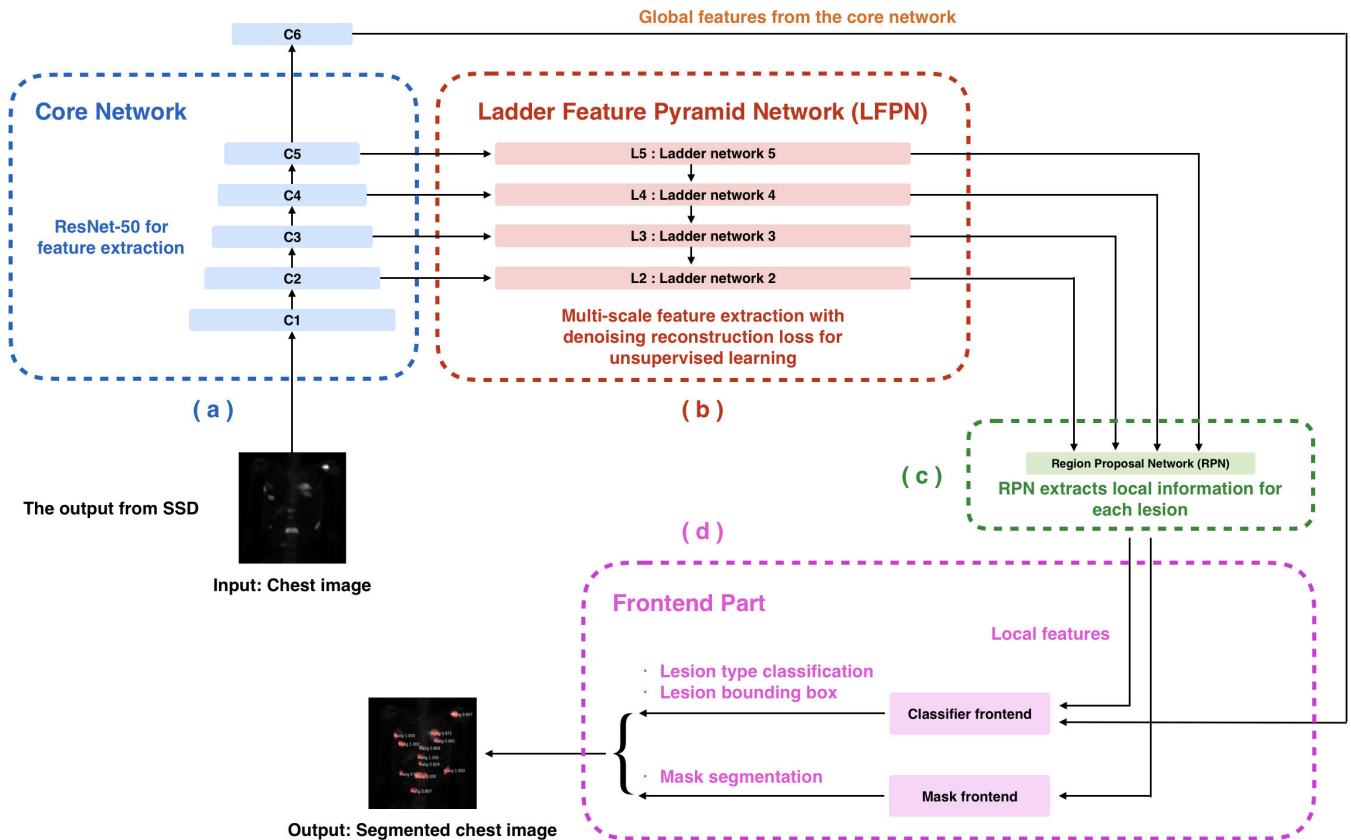 Global features from the core network
C6
Core Network
Ladder Feature Pyramid Network (LFPN)
C5
L5 : Ladder network 5
C4
L4 : Ladder network 4
ResNet-50 for
feature extraction
C3
L3 : Ladder network 3
C2
L2 : Ladder network 2
C1
Multi-scale feature extraction with
denoising reconstruction loss for
unsupervised learning
( a )
( b )
Region Proposal Network (RPN)
( c )
RPN extracts local information for
each lesion
The output from SSD
Input: Chest image
( d )
Frontend Part
Local features
· Lesion type classification
· Lesion bounding box
Classifier frontend
· Mask segmentation
Mask frontend
Output: Segmented chest image